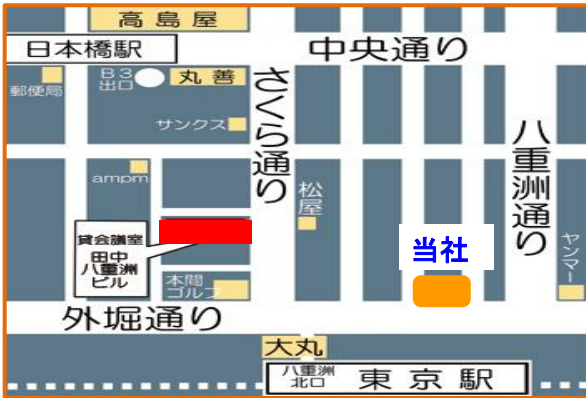 高島屋
日本橋駅
中央通り
B3
出口
丸善
郵便局
サンクス
さくら通り
八重洲通り
ampm
松屋
貸会議室
田中
八重洲
ビル
当社
ヤンマー
本間
ゴルフ
外堀通り
大丸
八重洲
北口
東京駅